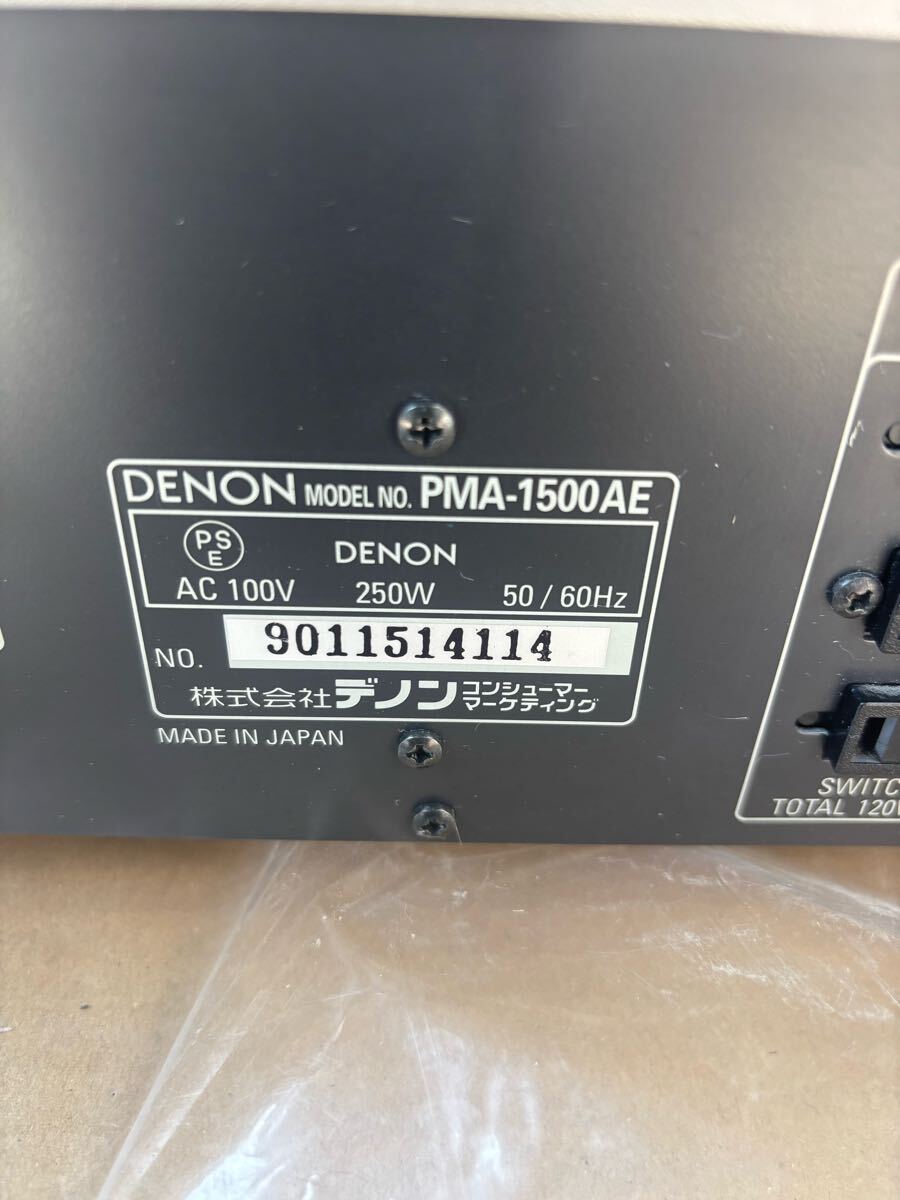 DENON MODEL NO. PMA-1500AE
PS
E
DENON
AC 100V 250W 50 / 60Hz
NO. 9011514114
株式会社デノン コンシューマー
マーケティング
MADE IN JAPAN
TOTAL